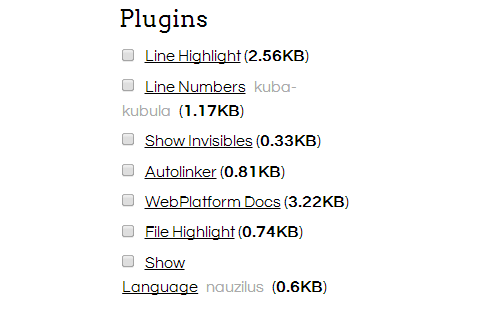 Plugins
Line Highlight (2.56KB)
Line Numbers kuba-
kubula (1.17KB)
Show Invisibles (0.33KB)
Autolinker (0.81KB)
WebPlatform Docs (3.22KB)
File Highlight (0.74KB)
Show
Language nauzilus (0.6KB)